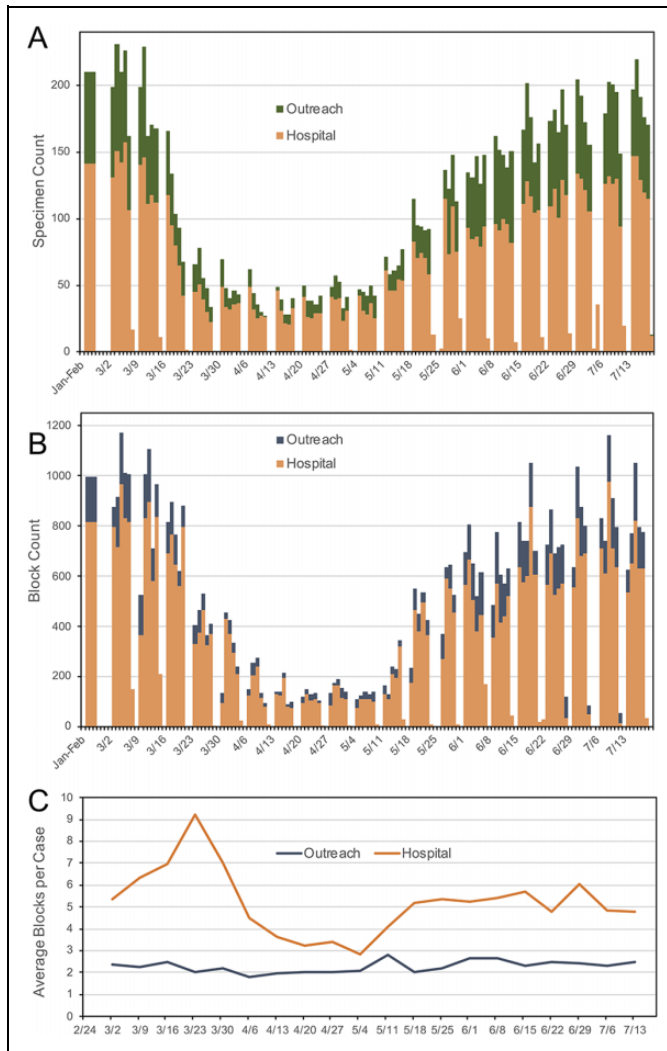 A
Specimen Count
200
150
100
50
0
Outreach
Hospital
Jan-Feb 3/2 3/9 3/16 3/23 3/30 4/6 4/13 4/20 4/27 5/4 5/11 5/18 5/25 6/1 6/8 6/15 6/22 6/29 7/6 7/13
B
Block Count
1200
1000
800
600
400
200
0
Outreach
Hospital
Jan-Feb 3/2 3/9 3/16 3/23 3/30 4/6 4/13 4/20 4/27 5/4 5/11 5/18 5/25 6/1 6/8 6/15 6/22 6/29 7/6 7/13
C
Average Blocks per Case
10
9
8
7
6
5
4
3
2
1
0
Outreach Hospital
2/24 3/2 3/9 3/16 3/23 3/30 4/6 4/13 4/20 4/27 5/4 5/11 5/18 5/25 6/1 6/8 6/15 6/22 6/29 7/6 7/13